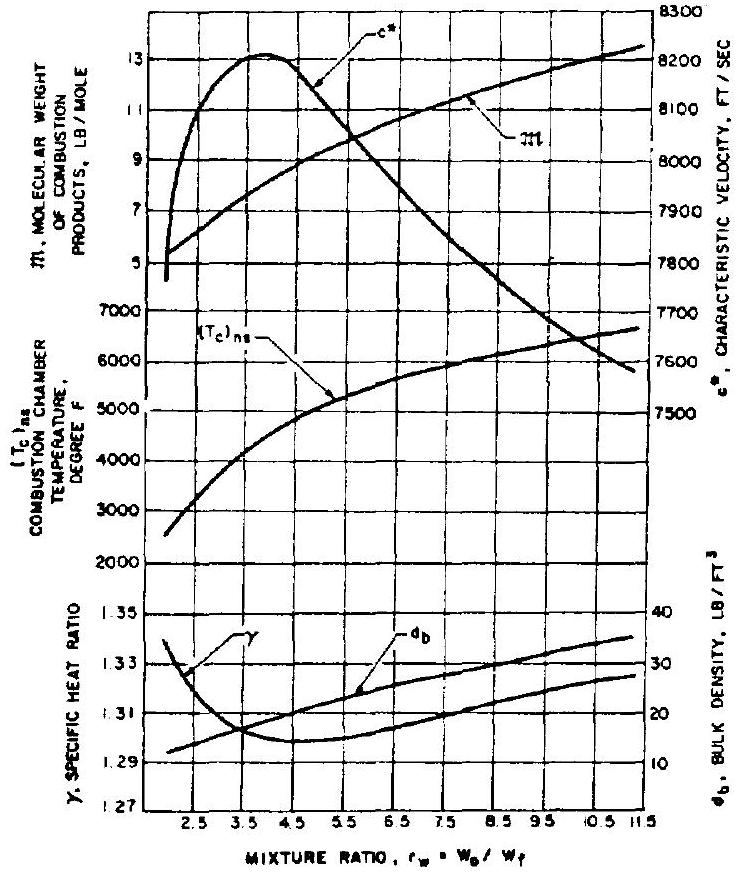 𝔐, MOLECULAR WEIGHT
OF COMBUSTION
PRODUCTS, LB/MOLE
13
11
9
7
5
c*
𝔐
8300
8200
8100
8000
7900
7800
7700
7600
7500
c*, CHARACTERISTIC VELOCITY, FT/SEC
(Tc)ns
COMBUSTION CHAMBER
TEMPERATURE,
DEGREE F
7000
6000
5000
4000
3000
2000
(Tc)ns
γ, SPECIFIC HEAT RATIO
1.35
1.33
1.31
1.29
1.27
γ
db
40
30
20
10
db, BULK DENSITY, LB/FT³
2.5 3.5 4.5 5.5 6.5 7.5 8.5 9.5 10.5 11.5
MIXTURE RATIO, rw = Wo/Wf